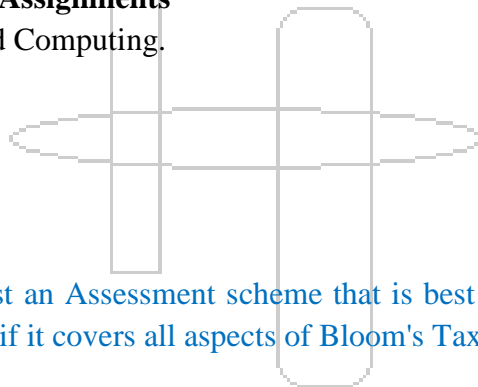 Assignments
d Computing.
st an Assessment scheme that is best
if it covers all aspects of Bloom's Tax